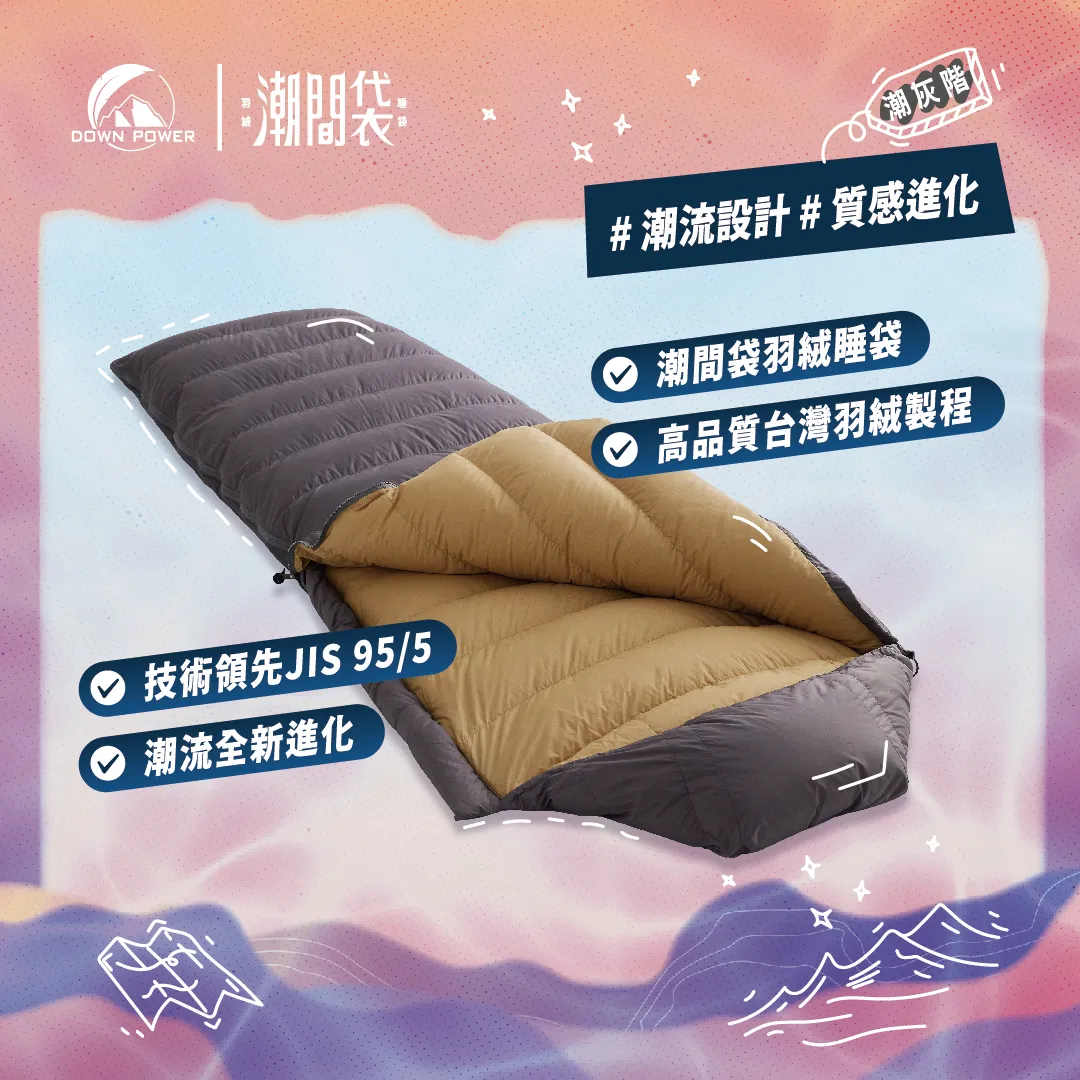 DOWN POWER
羽絨
潮間袋
睡袋
潮灰階
# 潮流設計 # 質感進化
潮間袋羽絨睡袋
高品質台灣羽絨製程
技術領先JIS 95/5
潮流全新進化